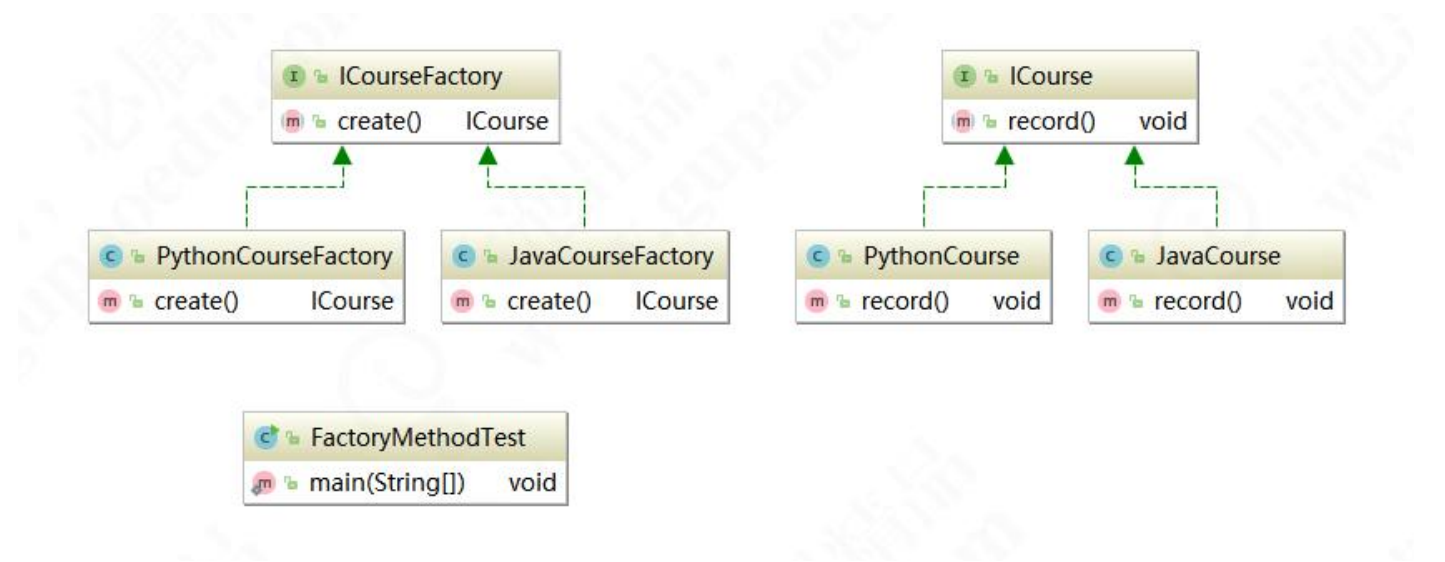 ICourseFactory
create() ICourse
ICourse
record() void
PythonCourseFactory
create() ICourse
JavaCourseFactory
create() ICourse
PythonCourse
record() void
JavaCourse
record() void
FactoryMethodTest
main(String[]) void